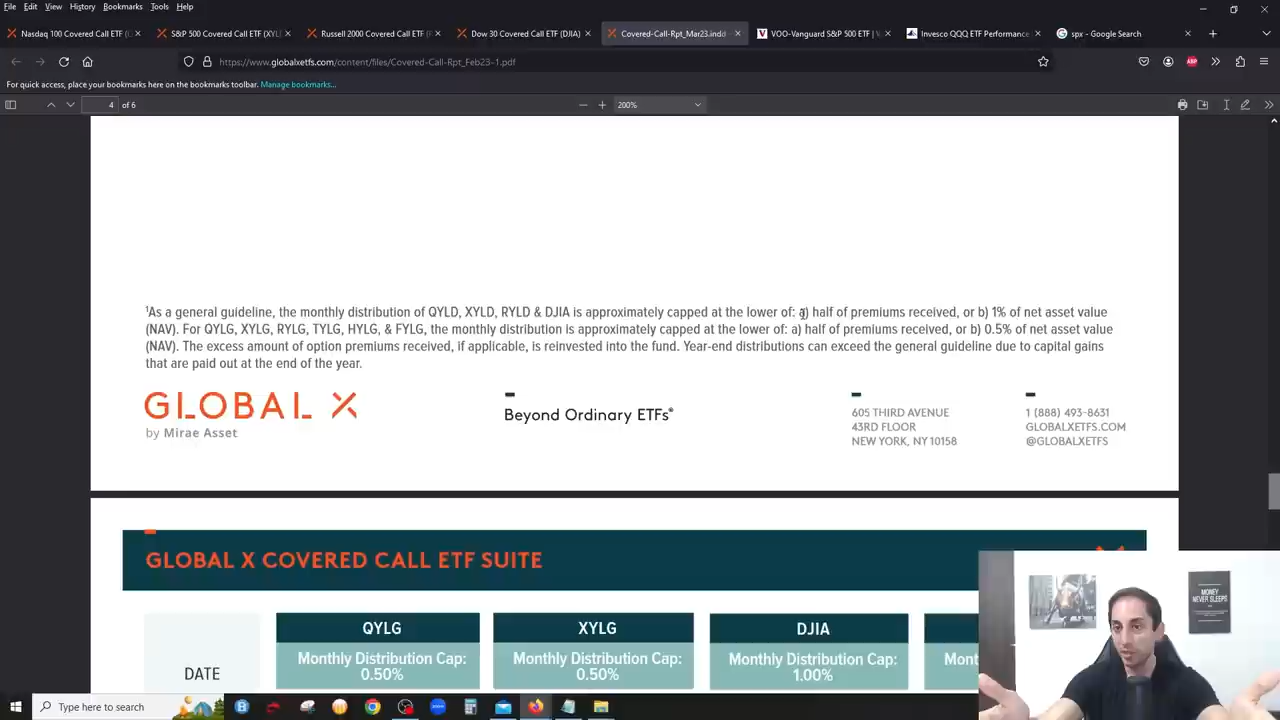 File Edit View History Bookmarks Tools Help
Nasdaq 100 Covered Call ETF (
S&P 500 Covered Call ETF (XYL
Russell 2000 Covered Call ETF (
Dow 30 Covered Call ETF (DJIA)
Covered-Call-Rpt_Mar23.indd
VOO-Vanguard S&P 500 ETF |
Invesco QQQ ETF Performance
spx - Google Search
https://www.globalxetfs.com/content/files/Covered-Call-Rpt_Feb23-1.pdf
For quick access, place your bookmarks here on the bookmarks toolbar. Manage bookmarks...
4 of 6
200%
¹As a general guideline, the monthly distribution of QYLD, XYLD, RYLD & DJIA is approximately capped at the lower of: a) half of premiums received, or b) 1% of net asset value
(NAV). For QYLG, XYLG, RYLG, TYLG, HYLG, & FYLG, the monthly distribution is approximately capped at the lower of: a) half of premiums received, or b) 0.5% of net asset value
(NAV). The excess amount of option premiums received, if applicable, is reinvested into the fund. Year-end distributions can exceed the general guideline due to capital gains
that are paid out at the end of the year.
GLOBAL X
by Mirae Asset
Beyond Ordinary ETFs®
605 THIRD AVENUE
43RD FLOOR
NEW YORK, NY 10158
1 (888) 493-8631
GLOBALXETFS.COM
@GLOBALXETFS
GLOBAL X COVERED CALL ETF SUITE
DATE
QYLG
Monthly Distribution Cap:
0.50%
XYLG
Monthly Distribution Cap:
0.50%
DJIA
Monthly Distribution Cap:
1.00%
Mont
MONEY
NEVER SLEEPS
Type here to search